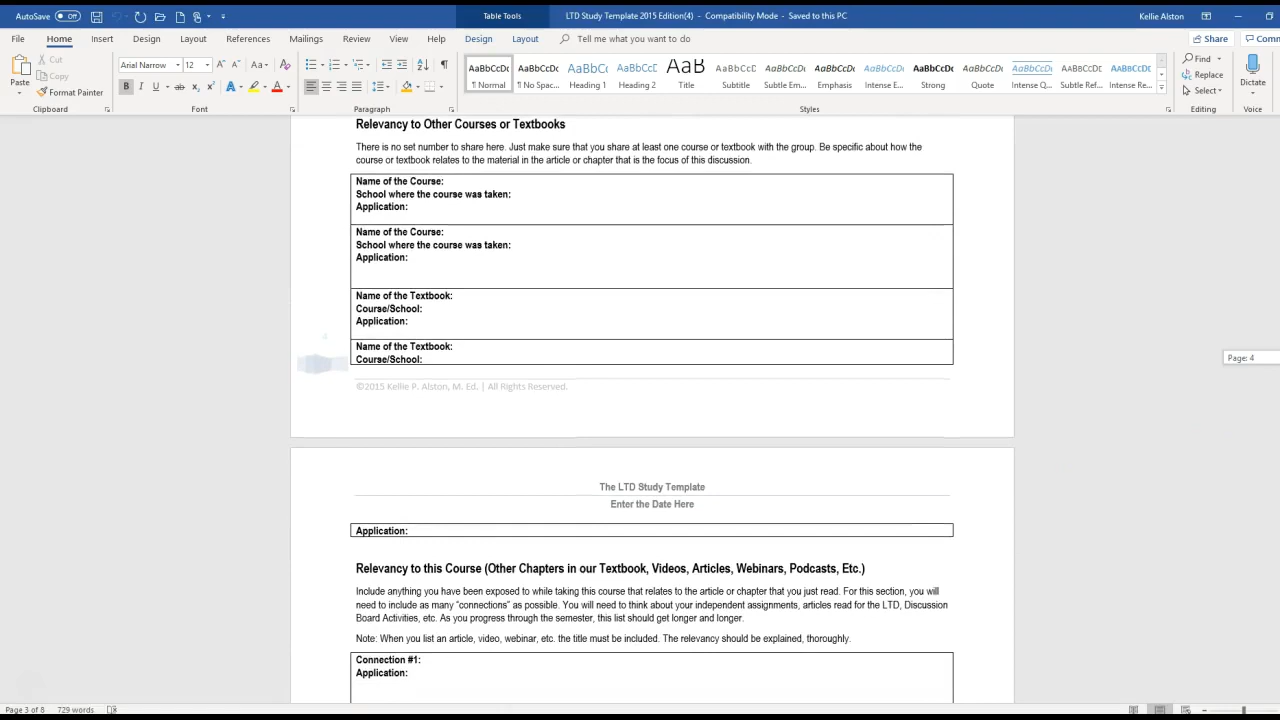 AutoSave Off
Table Tools
LTD Study Template 2015 Edition(4) - Compatibility Mode - Saved to this PC
Kellie Alston
File Home Insert Design Layout References Mailings Review View Help Design Layout Tell me what you want to do
Share Comm
Paste
Cut
Copy
Format Painter
Clipboard
Arial Narrow 12
Font
Paragraph
AaBbCcDc AaBbCcDc AaBbCc AaBbCcD AaB AaBbCcD AaBbCcDt AaBbCcDt AaBbCcDt AaBbCcDc AaBbCcDt AaBbCcDt AABBCCDD AABBCCDD
¶ Normal ¶ No Spac... Heading 1 Heading 2 Title Subtitle Subtle Em... Emphasis Intense E... Strong Quote Intense Q... Subtle Ref... Intense Re...
Styles
Find
Replace
Select
Editing
Dictate
Voice
Relevancy to Other Courses or Textbooks
There is no set number to share here. Just make sure that you share at least one course or textbook with the group. Be specific about how the
course or textbook relates to the material in the article or chapter that is the focus of this discussion.
Name of the Course:
School where the course was taken:
Application:
Name of the Course:
School where the course was taken:
Application:
Name of the Textbook:
Course/School:
Application:
Name of the Textbook:
Course/School:
©2015 Kellie P. Alston, M. Ed. | All Rights Reserved.
Page: 4
The LTD Study Template
Enter the Date Here
Application:
Relevancy to this Course (Other Chapters in our Textbook, Videos, Articles, Webinars, Podcasts, Etc.)
Include anything you have been exposed to while taking this course that relates to the article or chapter that you just read. For this section, you will
need to include as many “connections” as possible. You will need to think about your independent assignments, articles read for the LTD, Discussion
Board Activities, etc. As you progress through the semester, this list should get longer and longer.
Note: When you list an article, video, webinar, etc. the title must be included. The relevancy should be explained, thoroughly.
Connection #1:
Application:
Page 3 of 8 729 words